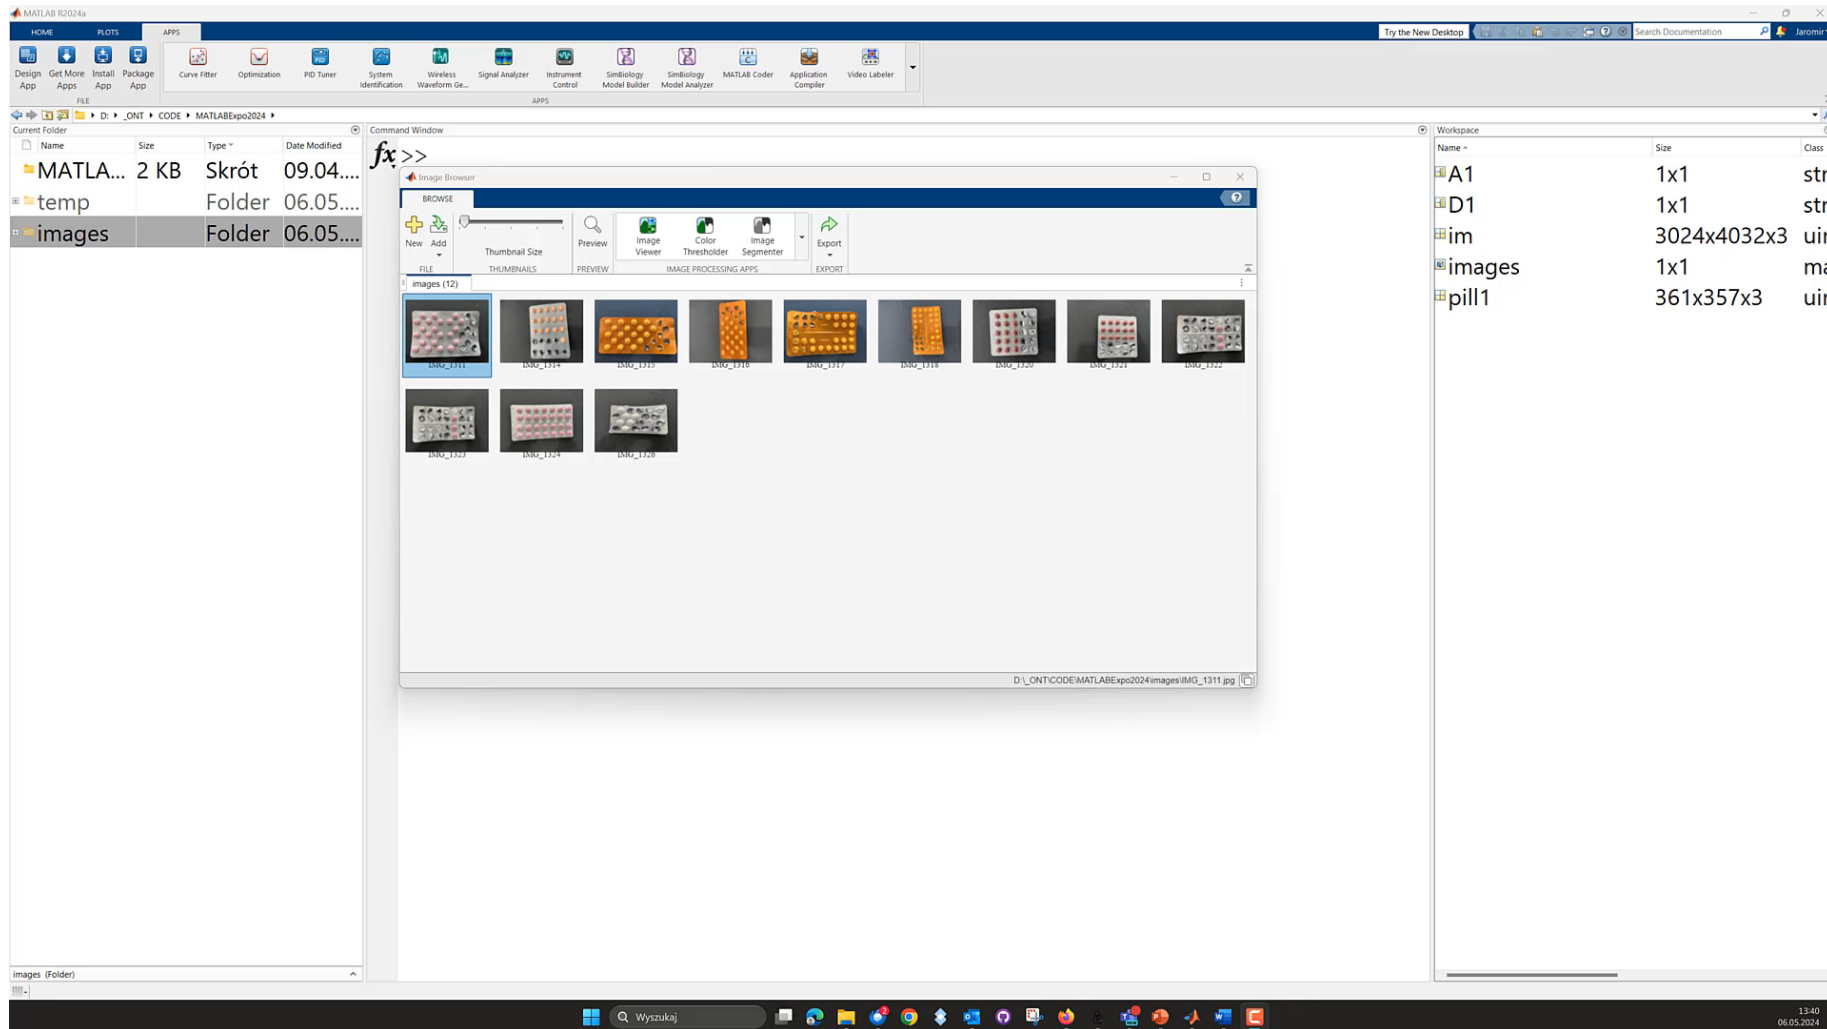 MATLAB R2024a
HOME PLOTS APPS
Try the New Desktop
Search Documentation
Jaromir
Design App
Get More Apps
Install App
Package App
Curve Fitter
Optimization
PID Tuner
System Identification
Wireless Waveform Ge...
Signal Analyzer
Instrument Control
SimBiology Model Builder
SimBiology Model Analyzer
MATLAB Coder
Application Compiler
Video Labeler
FILE
APPS
D: _ONT CODE MATLABExpo2024
Current Folder
Name Size Type Date Modified
MATLA... 2 KB Skrót 09.04....
temp Folder 06.05....
images Folder 06.05....
images (Folder)
Command Window
fx >>
Image Browser
BROWSE
New
Add
Thumbnail Size
Preview
Image Viewer
Color Thresholder
Image Segmenter
Export
FILE THUMBNAILS PREVIEW IMAGE PROCESSING APPS EXPORT
images (12)
IMG_1311 IMG_1314 IMG_1315 IMG_1316 IMG_1317 IMG_1318 IMG_1320 IMG_1321 IMG_1322
IMG_1323 IMG_1324 IMG_1326
D:\_ONT\CODE\MATLABExpo2024\images\IMG_1311.jpg
Workspace
Name Size Class
A1 1x1 str
D1 1x1 str
im 3024x4032x3 uin
images 1x1 ma
pill1 361x357x3 uin
Wyszukaj
2
13:40
06.05.2024